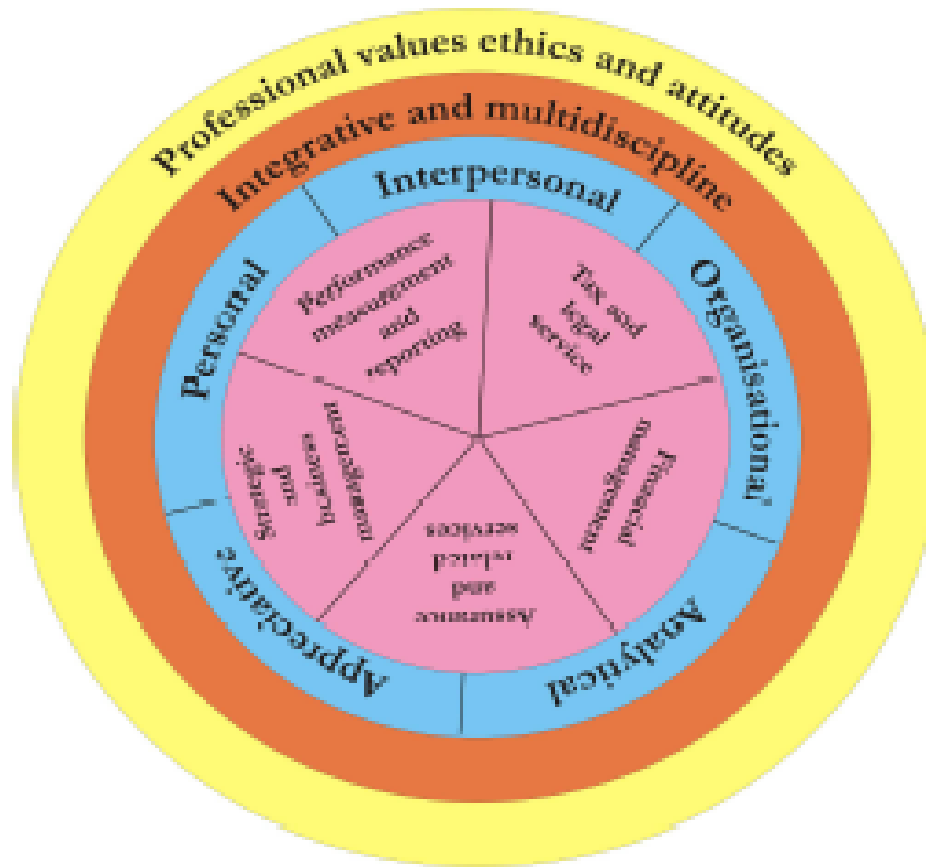 Professional values ethics and attitudes
Integrative and multidiscipline
Interpersonal
Organisational
Analytical
Appreciative
Personal
Performance
measurement
and
reporting
Tax and
legal
service
Financial
management
Assurance
and
related
services
Strategic
and
business
management